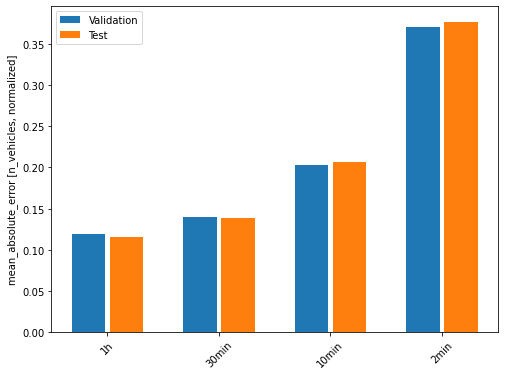 Validation
Test
mean_absolute_error [n_vehicles, normalized]
0.35
0.30
0.25
0.20
0.15
0.10
0.05
0.00
1h
30min
10min
2min